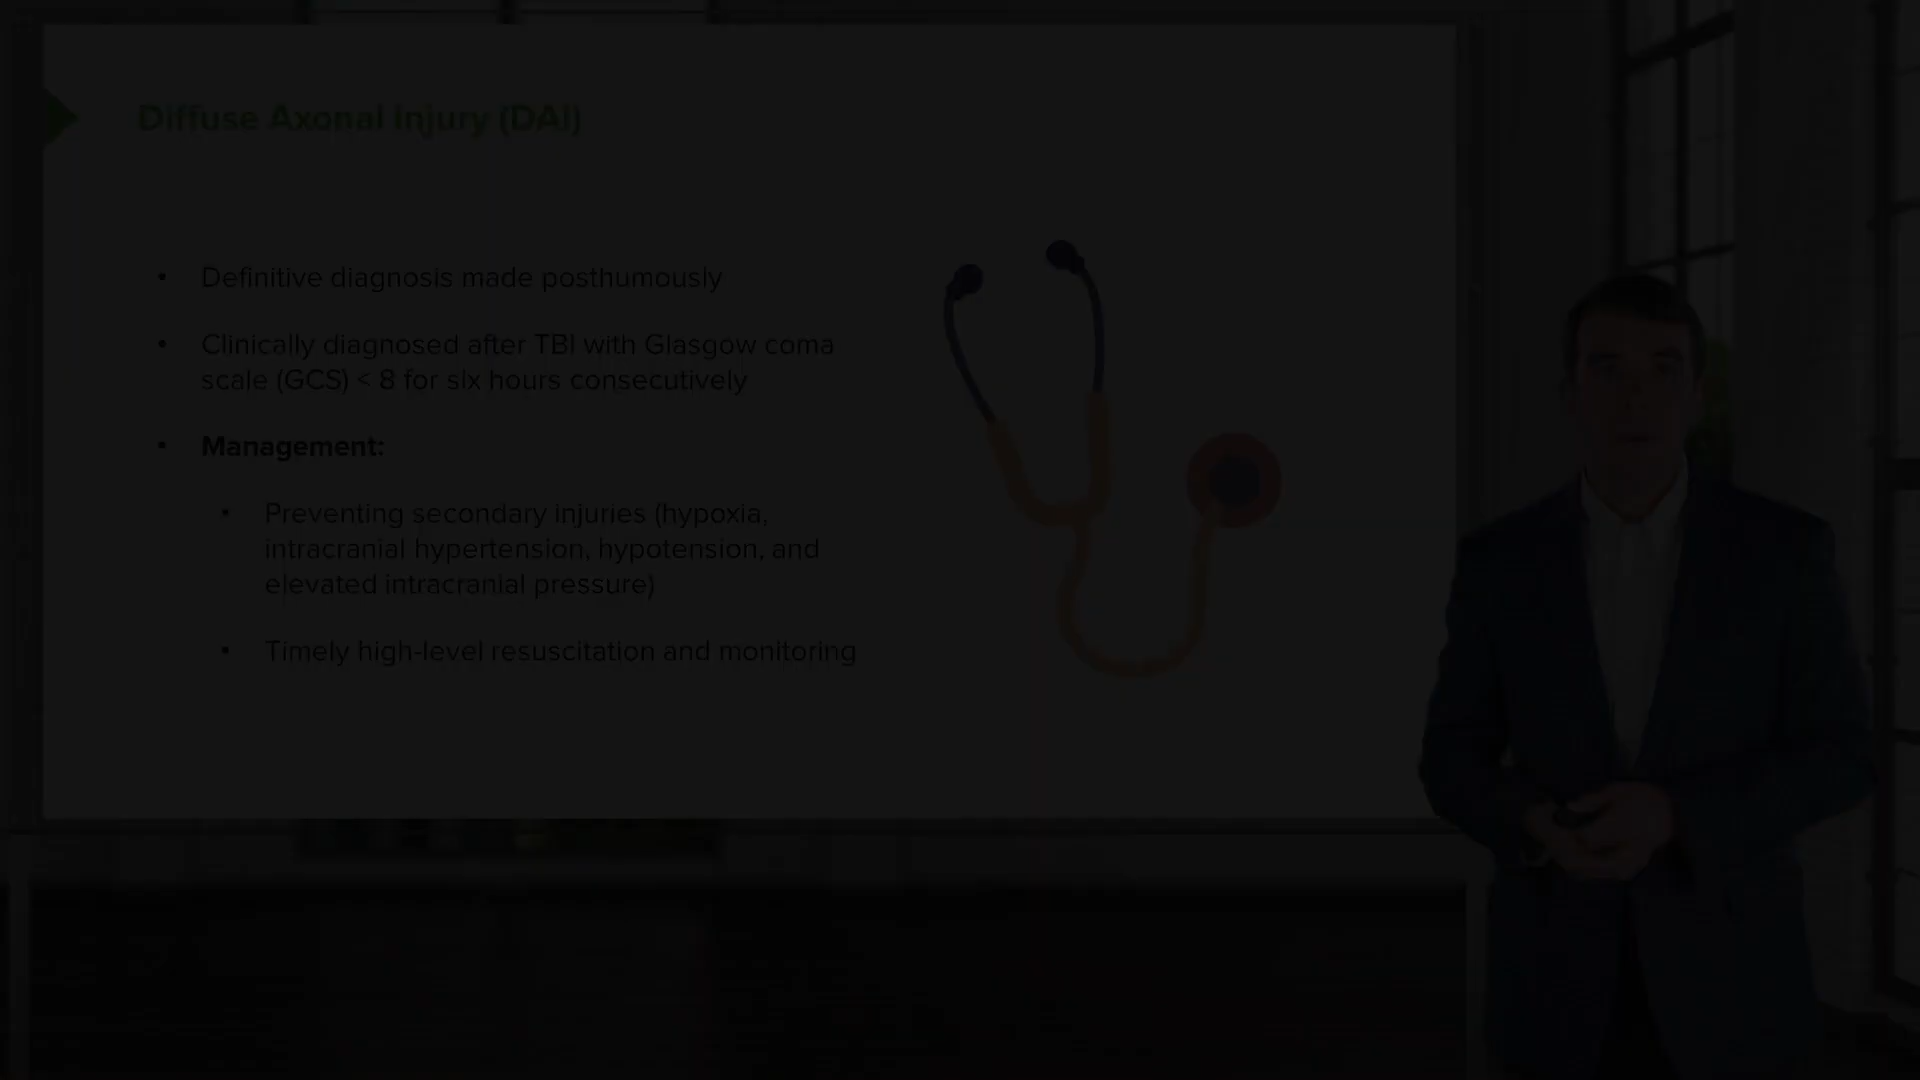 Diffuse Axonal Injury (DAI)
• Definitive diagnosis made posthumously
• Clinically diagnosed after TBI with Glasgow coma
scale (GCS) < 8 for six hours consecutively
• Management:
• Preventing secondary injuries (hypoxia,
intracranial hypertension, hypotension, and
elevated intracranial pressure)
• Timely high-level resuscitation and monitoring